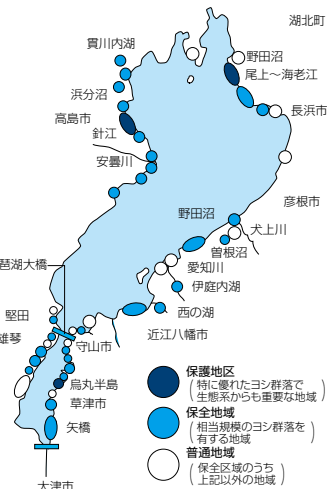 湖北町
野田沼
尾上〜海老江
貫川内湖
浜分沼
長浜市
高島市
針江
安曇川
彦根市
野田沼
犬上川
曽根沼
愛知川
琶湖大橋
伊庭内湖
西の湖
堅田
雄琴
守山市
近江八幡市
烏丸半島
草津市
矢橋
大津市
保護地区
(特に優れたヨシ群落で
生態系からも重要な地域)
保全地域
(相当規模のヨシ群落を
有する地域)
普通地域
(保全区域のうち
上記以外の地域)